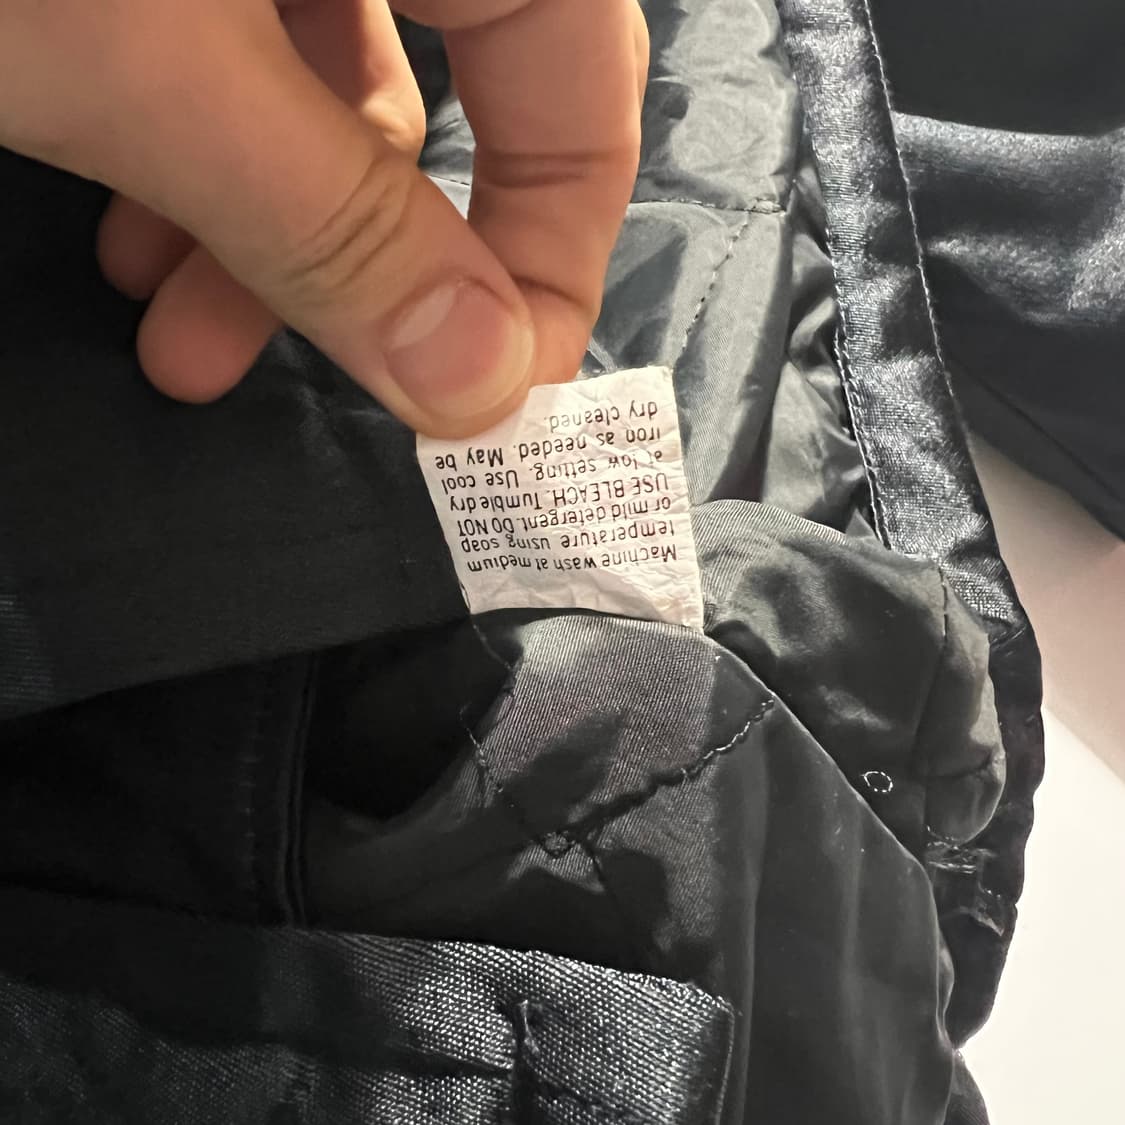 Machine wash at medium
temperature using soap
or mild detergent. DO NOT
USE BLEACH. Tumble dry
at low setting. Use cool
iron as needed. May be
dry cleaned.